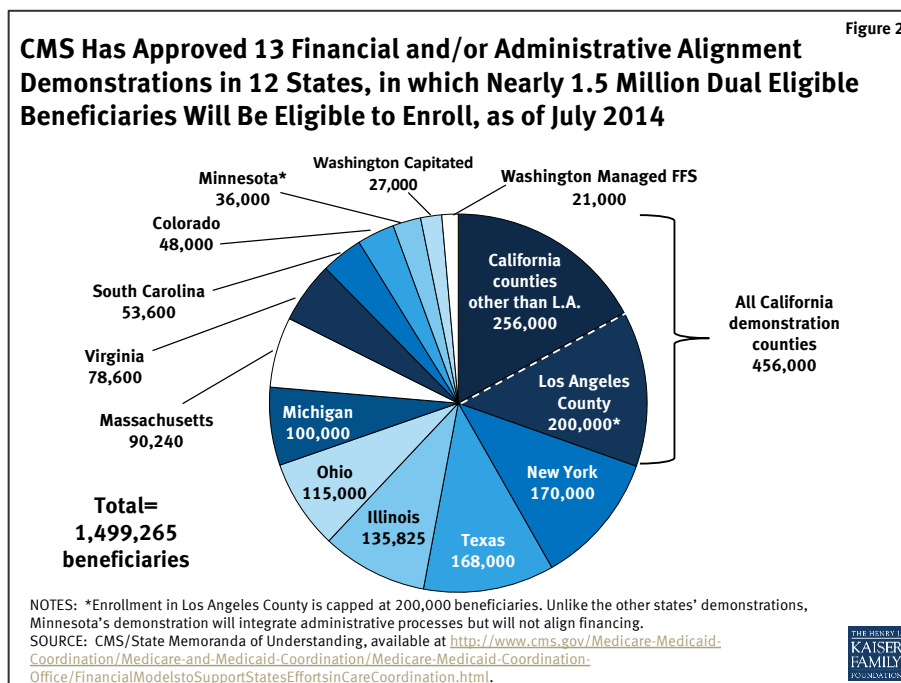 Figure 2
CMS Has Approved 13 Financial and/or Administrative Alignment
Demonstrations in 12 States, in which Nearly 1.5 Million Dual Eligible
Beneficiaries Will Be Eligible to Enroll, as of July 2014
Washington Capitated
27,000
Washington Managed FFS
21,000
Minnesota*
36,000
Colorado
48,000
South Carolina
53,600
Virginia
78,600
Massachusetts
90,240
Michigan
100,000
Ohio
115,000
Illinois
135,825
Texas
168,000
New York
170,000
Los Angeles
County
200,000*
California
counties
other than L.A.
256,000
All California
demonstration
counties
456,000
Total=
1,499,265
beneficiaries
NOTES: *Enrollment in Los Angeles County is capped at 200,000 beneficiaries. Unlike the other states' demonstrations,
Minnesota's demonstration will integrate administrative processes but will not align financing.
SOURCE: CMS/State Memoranda of Understanding, available at http://www.cms.gov/Medicare-Medicaid-
Coordination/Medicare-and-Medicaid-Coordination/Medicare-Medicaid-Coordination-
Office/FinancialModelstoSupportStatesEffortsinCareCoordination.html.
THE HENRY J.
KAISER
FAMILY
FOUNDATION